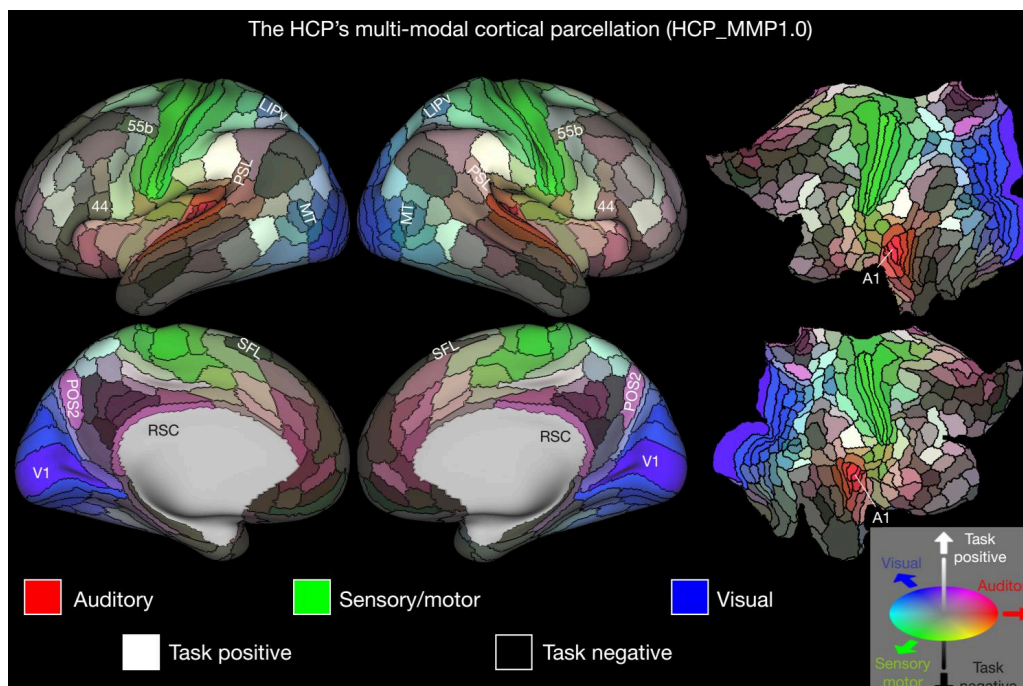 The HCP's multi-modal cortical parcellation (HCP_MMP1.0)
LIPv
LIPv
55b
55b
PSL
PSL
44
MT
MT
44
A1
SFL
SFL
POS2
POS2
RSC
RSC
V1
V1
A1
Task
positive
Visual
Auditor
Sensory
motor
Task
negative
Auditory
Sensory/motor
Visual
Task positive
Task negative